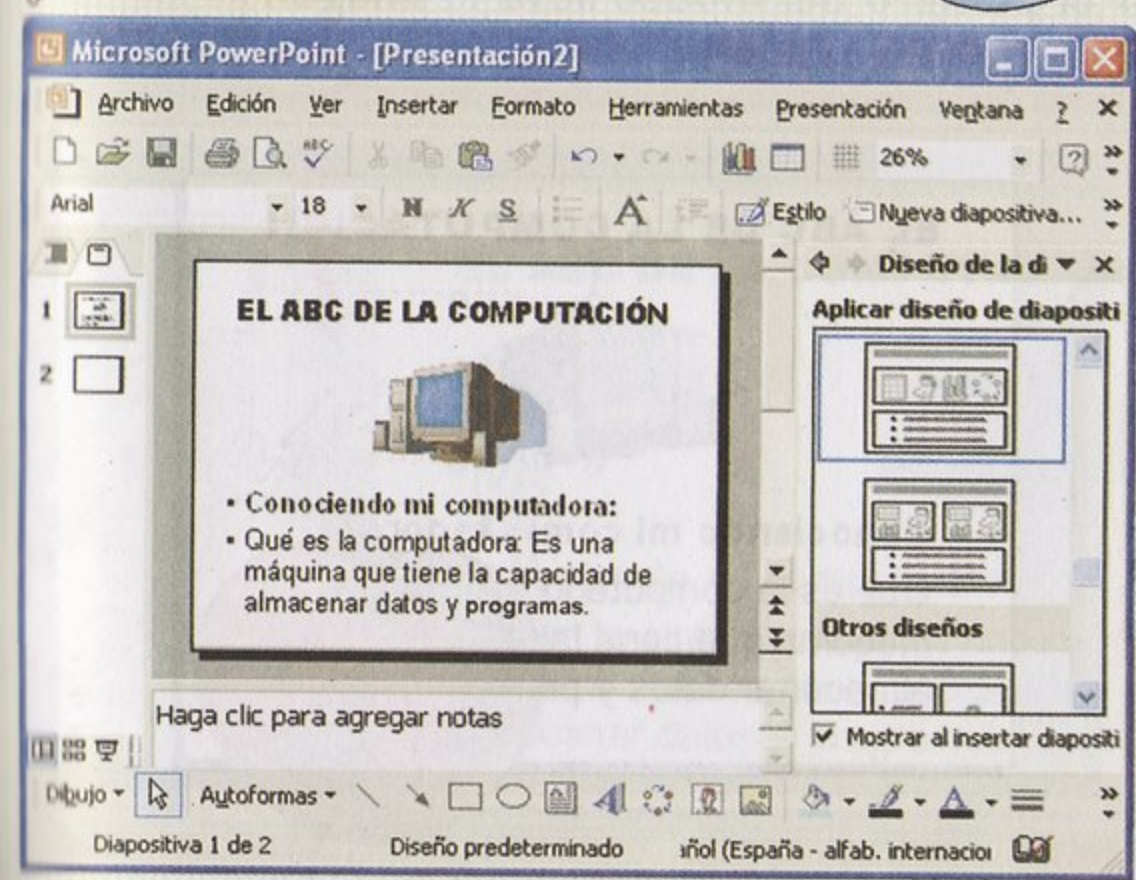 Microsoft PowerPoint - [Presentación2]
Archivo Edición Ver Insertar Formato Herramientas Presentación Ventana ?
ABC 26%
Arial 18 N K S A Estilo Nueva diapositiva...
Diseño de la di
Aplicar diseño de diapositi
1
2
EL ABC DE LA COMPUTACIÓN
• Conociendo mi computadora:
• Qué es la computadora: Es una
máquina que tiene la capacidad de
almacenar datos y programas.
Otros diseños
Haga clic para agregar notas
Mostrar al insertar diapositi
Dibujo Autoformas
Diapositiva 1 de 2 Diseño predeterminado ñol (España - alfab. internacio